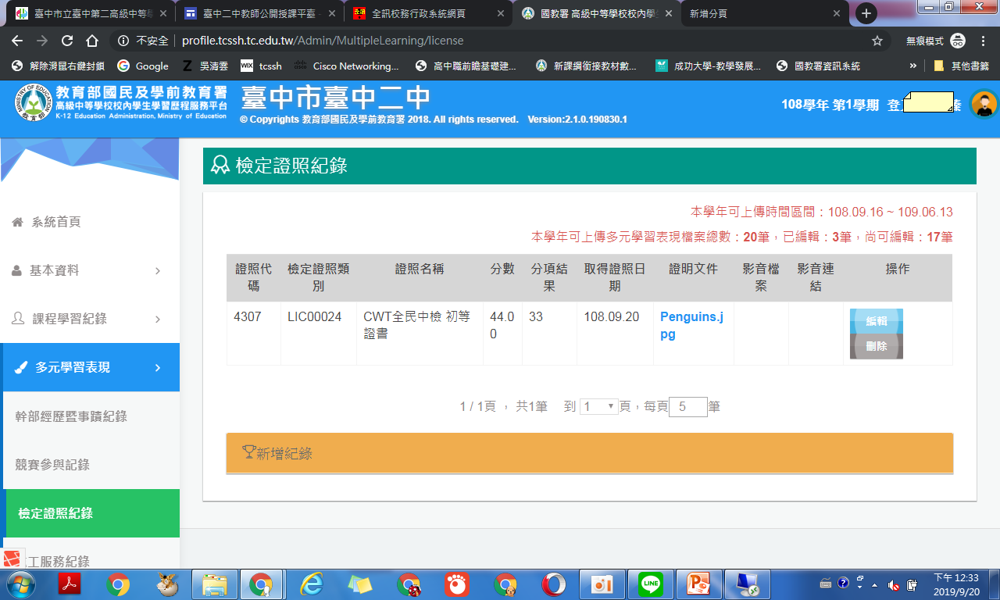 臺中市立臺中第二高級中等學
臺中二中教師公開授課平臺 -
全訊校務行政系統網頁
國教署 高級中等學校校內學生
新增分頁
不安全 profile.tcssh.tc.edu.tw/Admin/MultipleLearning/license
無痕模式
解除滑鼠右鍵封鎖 Google 吳清雲 tcssh Cisco Networking... 高中職前瞻基礎建... 新課綱銜接教材數... 成功大學-教學發展... 國教署資訊系統 » 其他書籤
教育部國民及學前教育署
高級中等學校校內學生學習歷程服務平台
K-12 Education Administration, Ministry of Education
臺中市臺中二中
© Copyrights 教育部國民及學前教育署 2018. All rights reserved. Version:2.1.0.190830.1
108學年 第1學期 登
檢定證照紀錄
系統首頁
基本資料
課程學習紀錄
多元學習表現
幹部經歷暨事蹟紀錄
競賽參與記錄
檢定證照紀錄
工服務紀錄
本學年可上傳時間區間：108.09.16 ~ 109.06.13
本學年可上傳多元學習表現檔案總數：20筆，已編輯：3筆，尚可編輯：17筆
證照代碼 檢定證照類別 證照名稱 分數 分項結果 取得證照日期 證明文件 影音檔案 影音連結 操作
4307 LIC00024 CWT全民中檢 初等證書 44.00 33 108.09.20 Penguins.jpg 編輯
刪除
1 / 1頁 ， 共1筆 到 1 頁，每頁 5 筆
新增紀錄
下午 12:33
2019/9/20